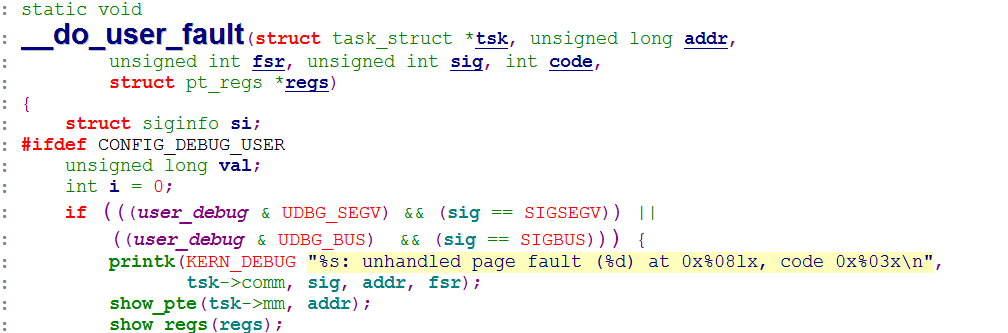 : static void
: __do_user_fault(struct task_struct *tsk, unsigned long addr,
:         unsigned int fsr, unsigned int sig, int code,
:         struct pt_regs *regs)
: {
:     struct siginfo si;
: #ifdef CONFIG_DEBUG_USER
:     unsigned long val;
:     int i = 0;
:     if (((user_debug & UDBG_SEGV) && (sig == SIGSEGV)) ||
:         ((user_debug & UDBG_BUS)  && (sig == SIGBUS))) {
:         printk(KERN_DEBUG "%s: unhandled page fault (%d) at 0x%08lx, code 0x%03x\n",
:                tsk->comm, sig, addr, fsr);
:         show_pte(tsk->mm, addr);
:         show_regs(regs);